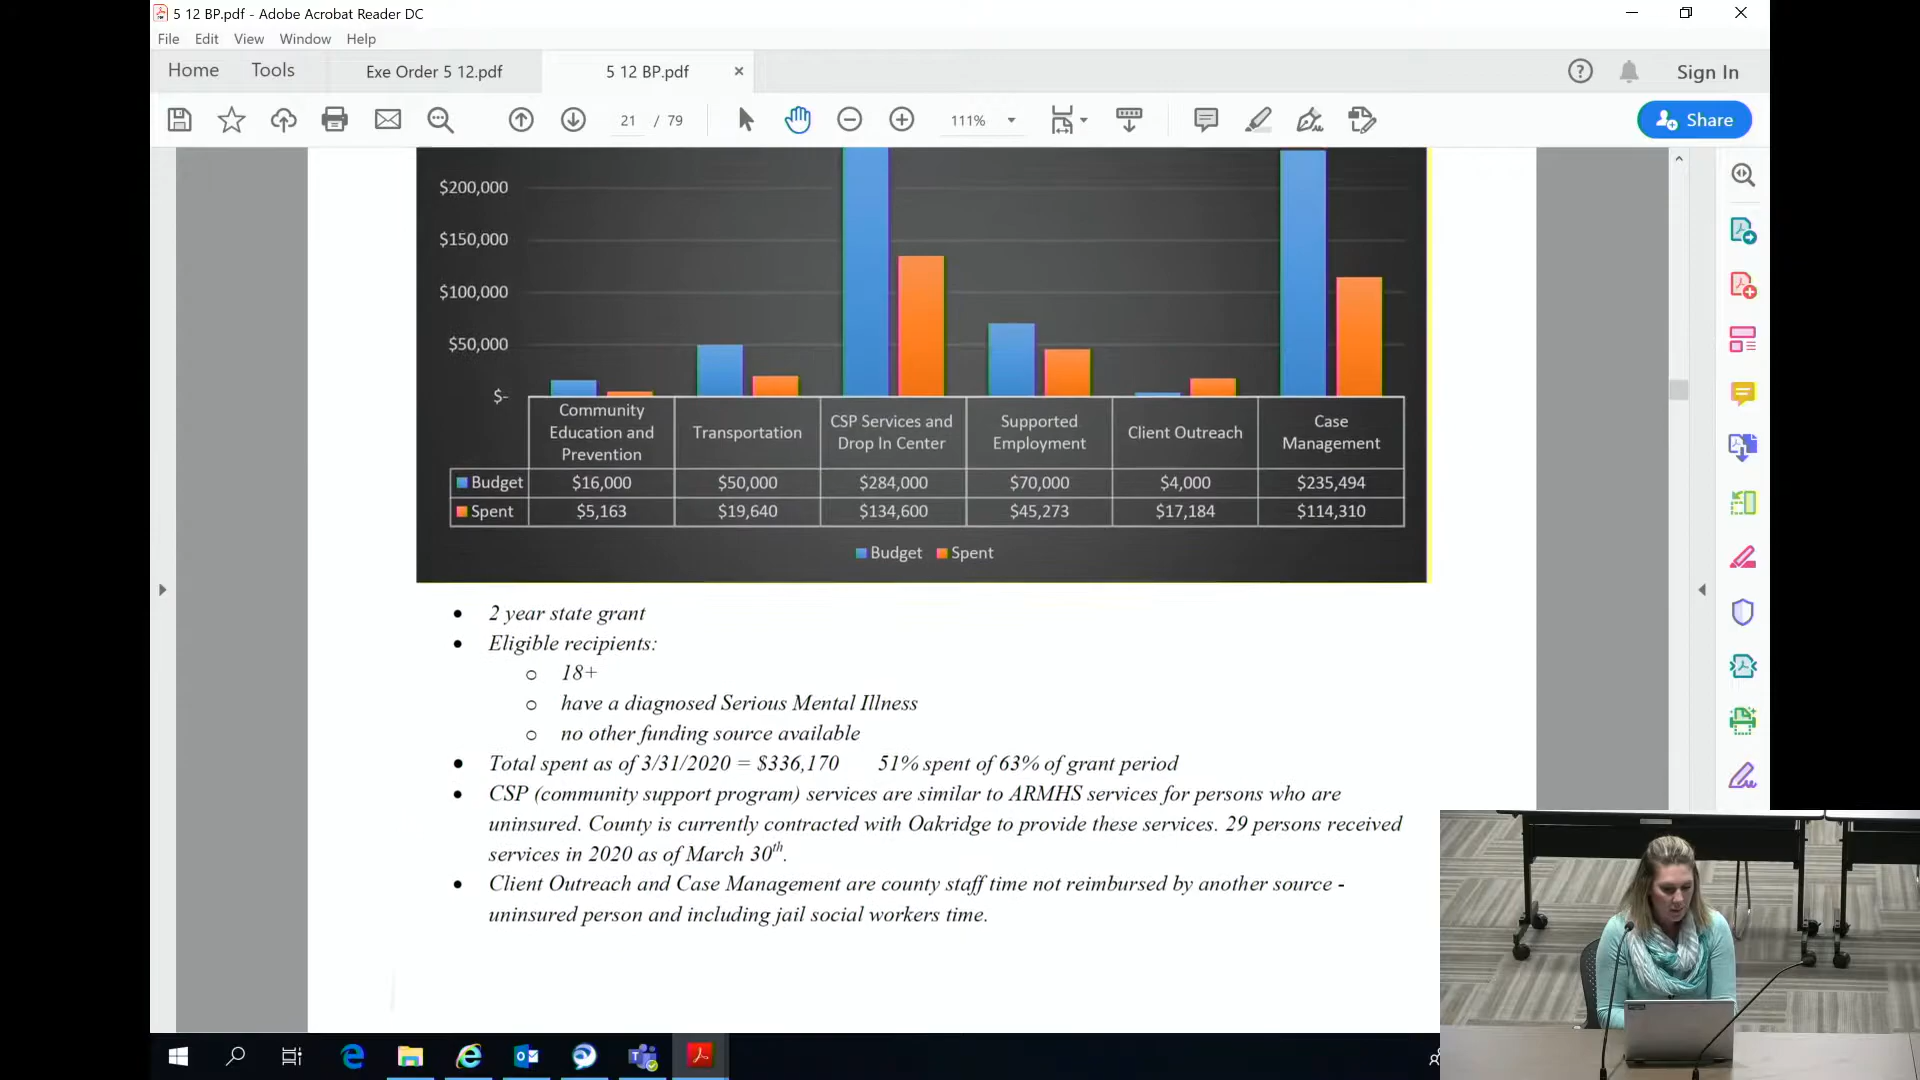 5 12 BP.pdf - Adobe Acrobat Reader DC
File Edit View Window Help
Home Tools Exe Order 5 12.pdf 5 12 BP.pdf Sign In
21 / 79 111% Share
$200,000
$150,000
$100,000
$50,000
$-
Community Education and Prevention
Transportation
CSP Services and Drop In Center
Supported Employment
Client Outreach
Case Management
Budget $16,000 $50,000 $284,000 $70,000 $4,000 $235,494
Spent $5,163 $19,640 $134,600 $45,273 $17,184 $114,310
Budget Spent
• 2 year state grant
• Eligible recipients:
o 18+
o have a diagnosed Serious Mental Illness
o no other funding source available
• Total spent as of 3/31/2020 = $336,170 51% spent of 63% of grant period
• CSP (community support program) services are similar to ARMHS services for persons who are
uninsured. County is currently contracted with Oakridge to provide these services. 29 persons received
services in 2020 as of March 30th.
• Client Outreach and Case Management are county staff time not reimbursed by another source -
uninsured person and including jail social workers time.